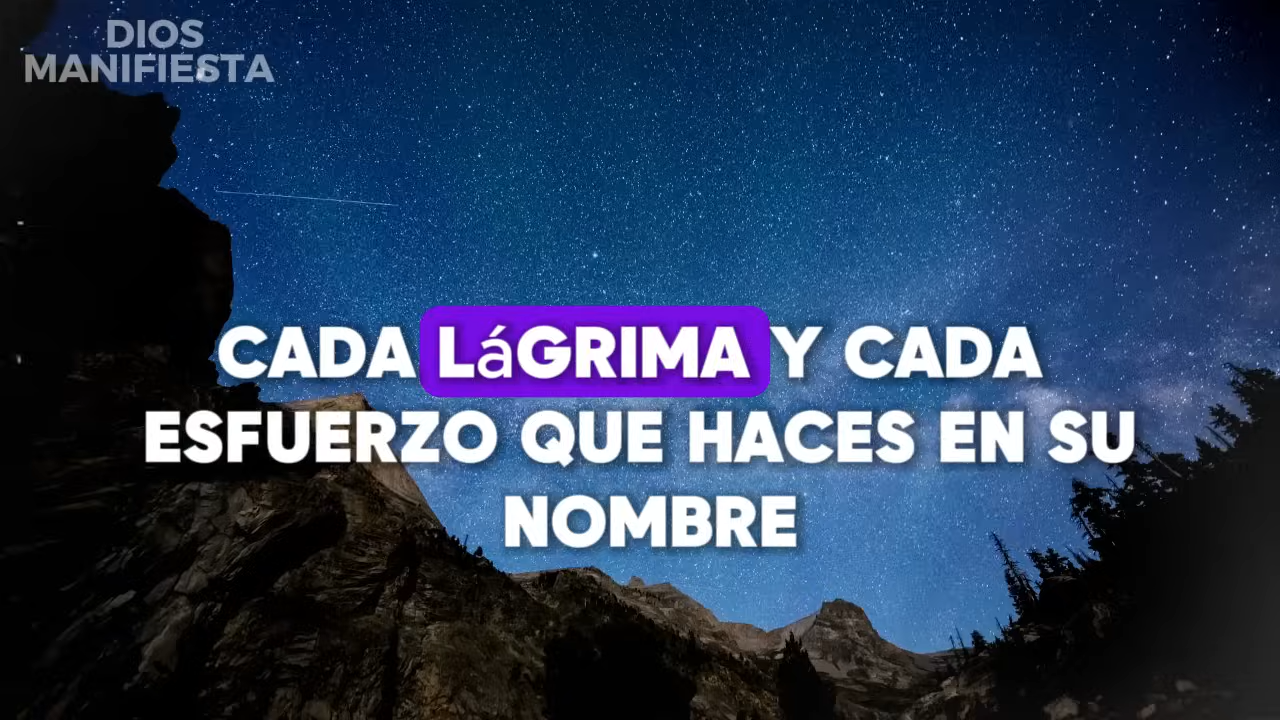 DIOS
MANIFIESTA
CADA LáGRIMA Y CADA
ESFUERZO QUE HACES EN SU
NOMBRE